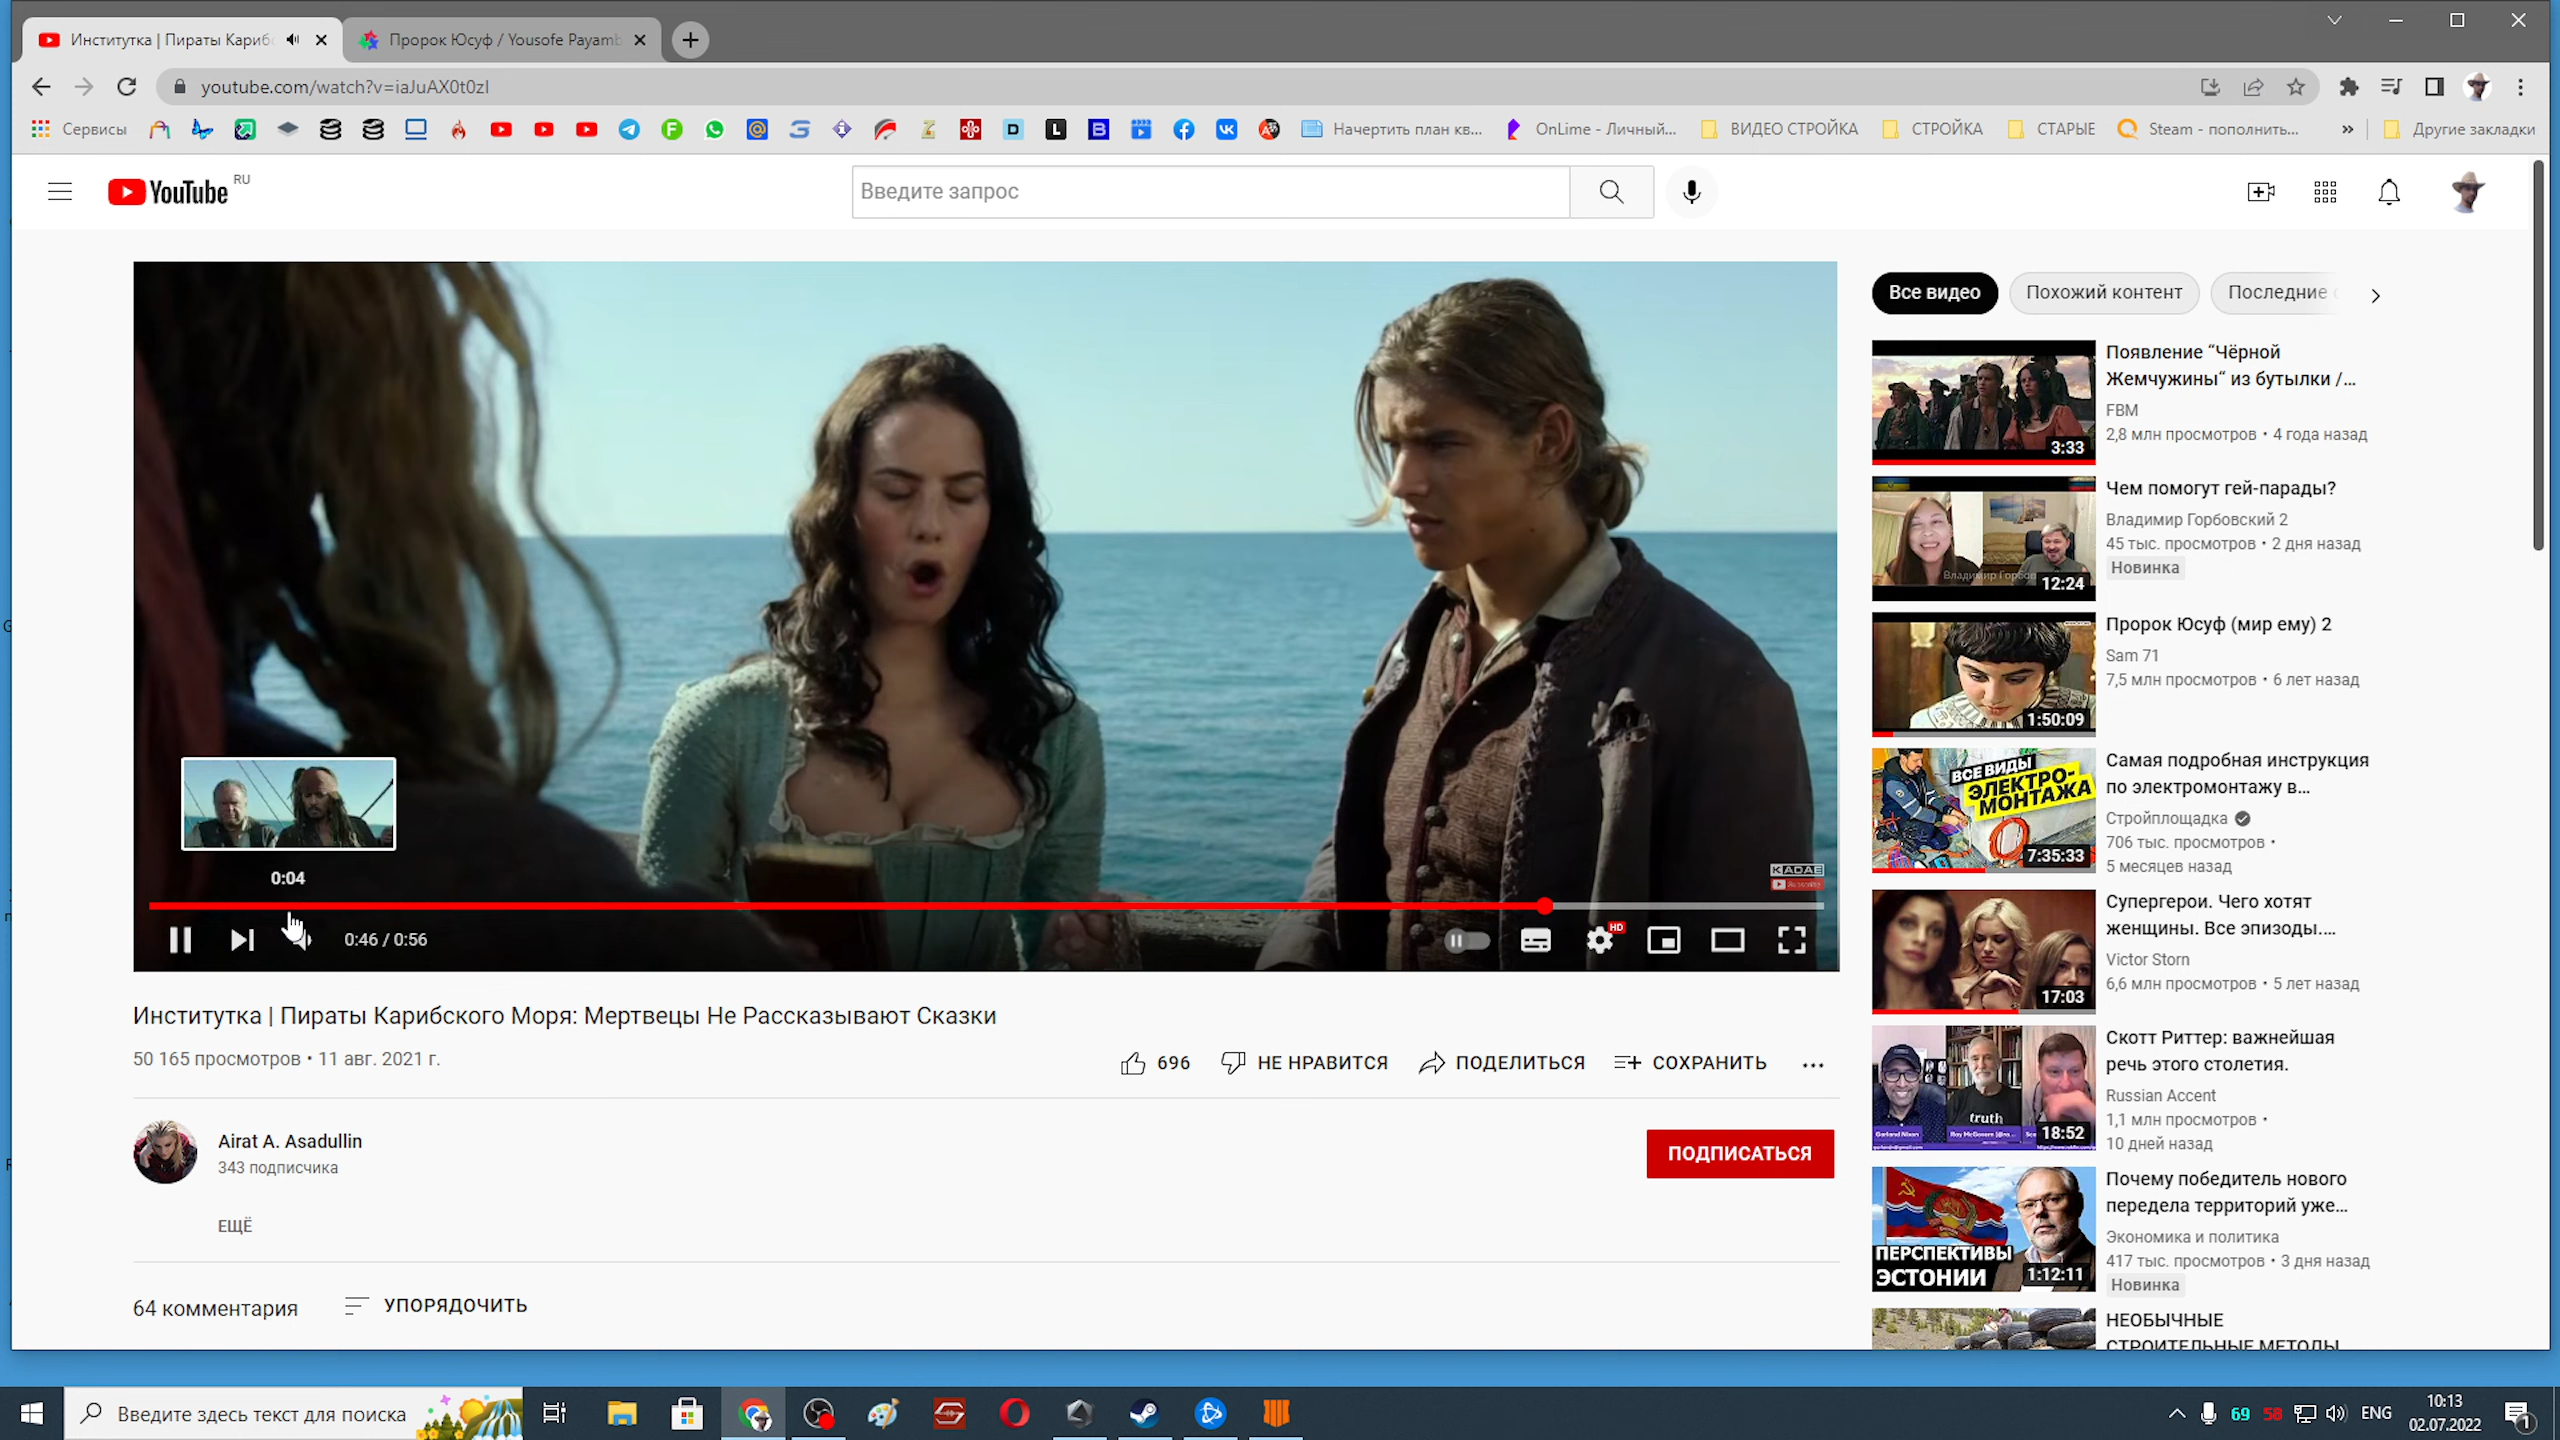 Институтка | Пираты Кариб
Пророк Юсуф / Yousofe Payamb
youtube.com/watch?v=iaJuAX0t0zI
Сервисы
Начертить план кв...
OnLime - Личный...
ВИДЕО СТРОЙКА
СТРОЙКА
СТАРЫЕ
Steam - пополнить...
»
Другие закладки
YouTube RU
Введите запрос
Все видео
Похожий контент
Последние
Появление “Чёрной
Жемчужины“ из бутылки /...
FBM
2,8 млн просмотров • 4 года назад
3:33
Чем помогут гей-парады?
Владимир Горбовский 2
45 тыс. просмотров • 2 дня назад
Новинка
Владимир Горбов
12:24
Пророк Юсуф (мир ему) 2
Sam 71
7,5 млн просмотров • 6 лет назад
1:50:09
ВСЕ ВИДЫ
ЭЛЕКТРО-
МОНТАЖА
7:35:33
Самая подробная инструкция
по электромонтажу в...
Стройплощадка
706 тыс. просмотров •
5 месяцев назад
Супергерои. Чего хотят
женщины. Все эпизоды....
Victor Storn
6,6 млн просмотров • 5 лет назад
17:03
Скотт Риттер: важнейшая
речь этого столетия.
Russian Accent
1,1 млн просмотров •
10 дней назад
truth
Garland Nixon
18:52
Почему победитель нового
передела территорий уже...
Экономика и политика
417 тыс. просмотров • 3 дня назад
Новинка
ПЕРСПЕКТИВЫ
ЭСТОНИИ
1:12:11
НЕОБЫЧНЫЕ
СТРОИТЕЛЬНЫЕ МЕТОДЫ
KADAE
0:04
0:46 / 0:56
HD
Институтка | Пираты Карибского Моря: Мертвецы Не Рассказывают Сказки
50 165 просмотров • 11 авг. 2021 г.
696
НЕ НРАВИТСЯ
ПОДЕЛИТЬСЯ
СОХРАНИТЬ
...
Airat A. Asadullin
343 подписчика
ПОДПИСАТЬСЯ
ЕЩЁ
64 комментария
УПОРЯДОЧИТЬ
Введите здесь текст для поиска
69
58
ENG
10:13
02.07.2022
1